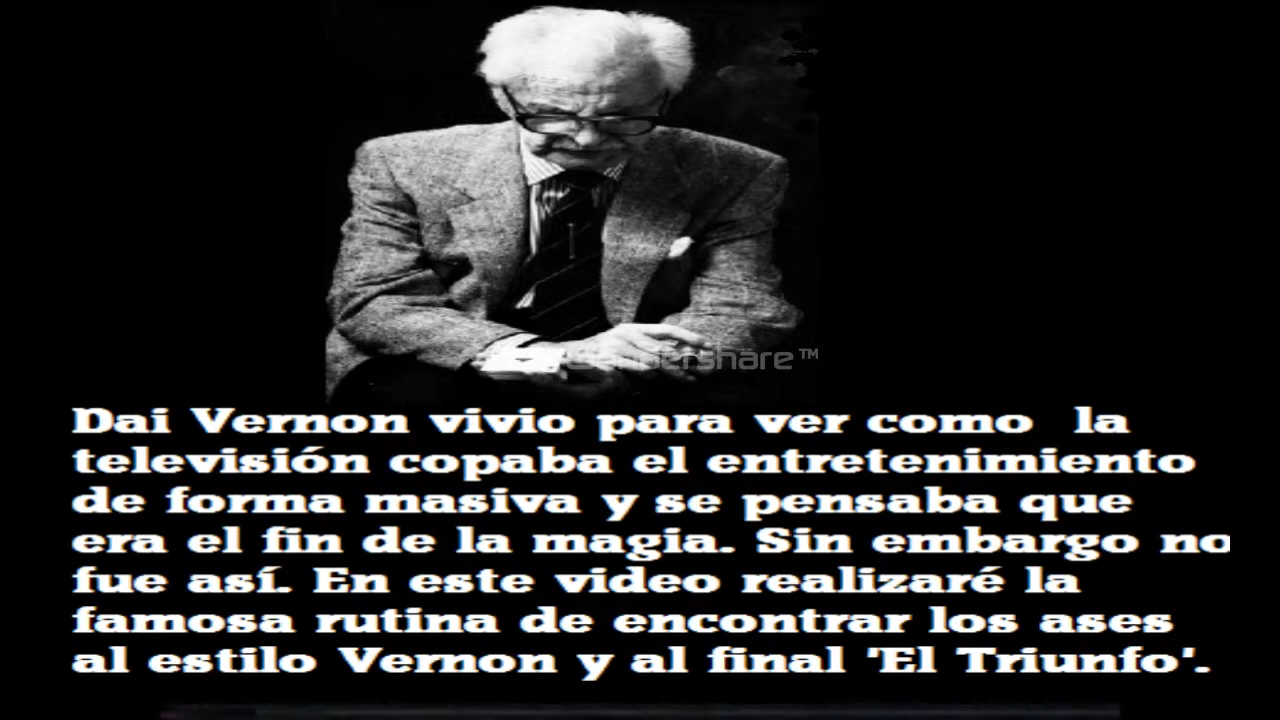 Wondershare™
Dai Vernon vivio para ver como la
televisión copaba el entretenimiento
de forma masiva y se pensaba que
era el fin de la magia. Sin embargo no
fue así. En este video realizaré la
famosa rutina de encontrar los ases
al estilo Vernon y al final 'El Triunfo'.